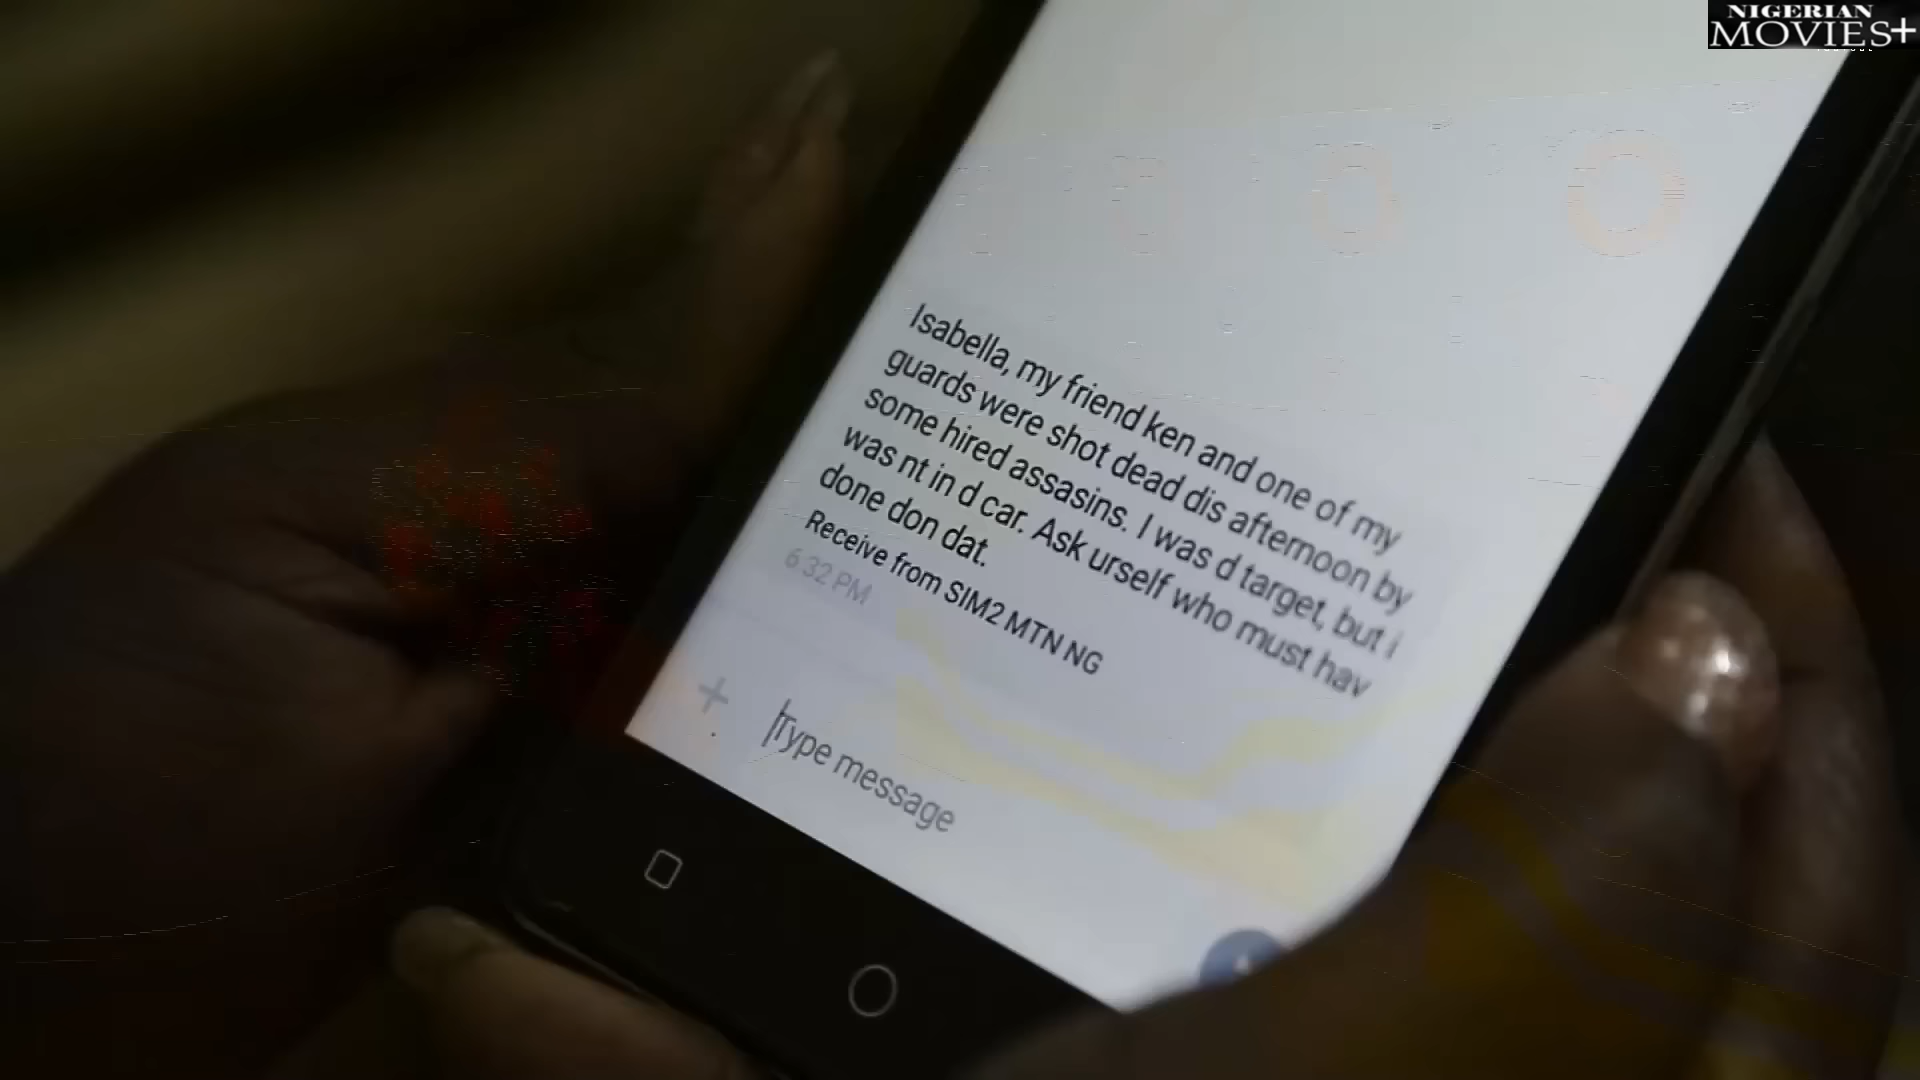 NIGERIAN
MOVIES+
Isabella, my friend ken and one of my
guards were shot dead dis afternoon by
some hired assasins. I was d target, but i
was nt in d car. Ask urself who must hav
done don dat.
Receive from SIM2 MTN NG
6:32 PM
+
Type message